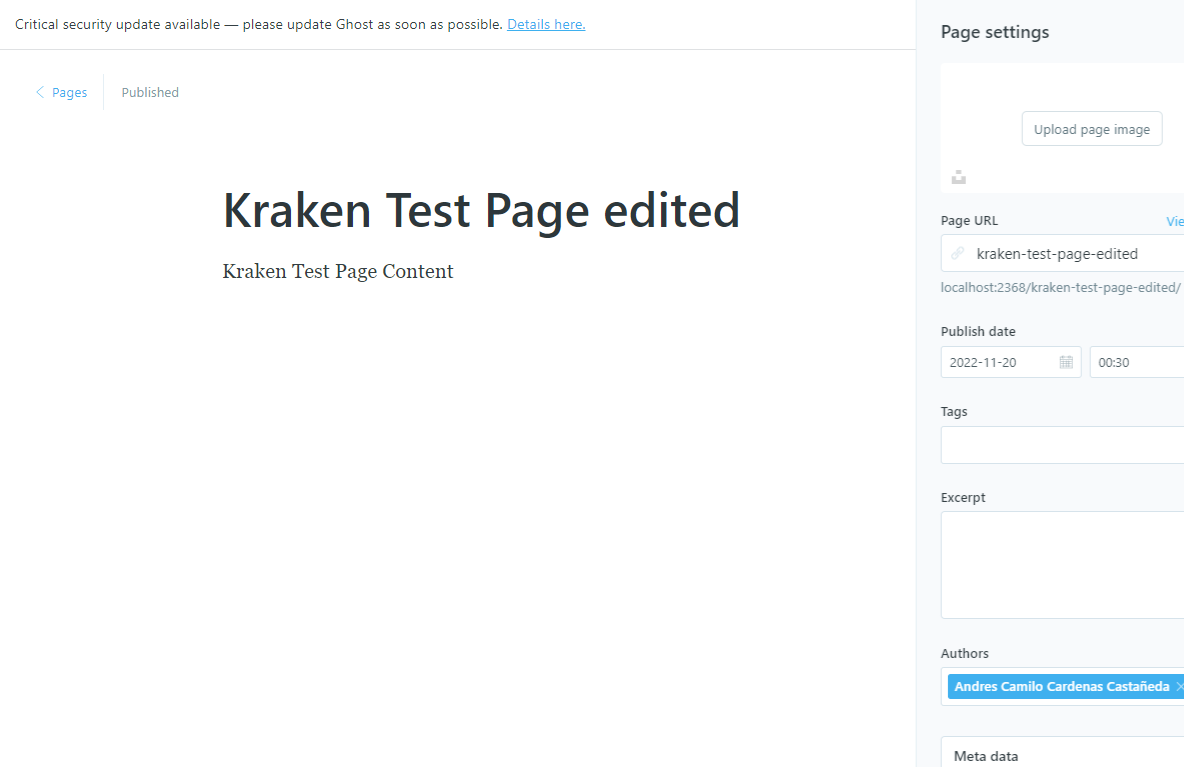 Critical security update available — please update Ghost as soon as possible. Details here.
Pages
Published
Kraken Test Page edited
Kraken Test Page Content
Page settings
Upload page image
Page URL
Vie
kraken-test-page-edited
localhost:2368/kraken-test-page-edited/
Publish date
2022-11-20
00:30
Tags
Excerpt
Authors
Andres Camilo Cardenas Castañeda
Meta data